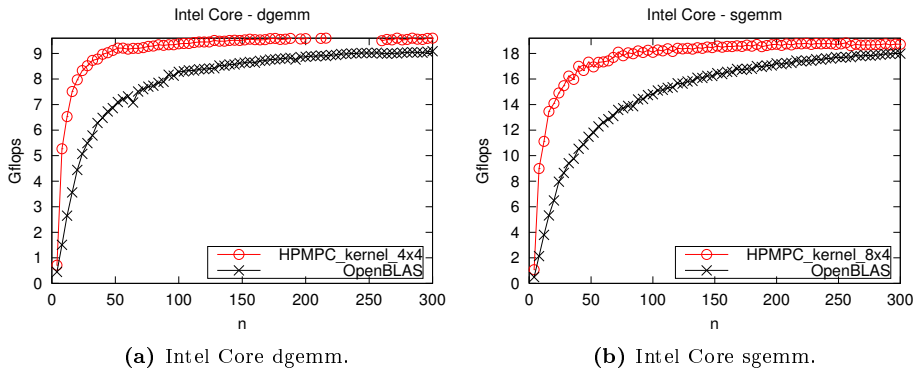 Intel Core - dgemm
9
8
7
6
5
4
3
2
1
0
Gflops
HPMPC_kernel_4x4
OpenBLAS
0 50 100 150 200 250 300
n
(a) Intel Core dgemm.
Intel Core - sgemm
18
16
14
12
10
8
6
4
2
0
Gflops
HPMPC_kernel_8x4
OpenBLAS
0 50 100 150 200 250 300
n
(b) Intel Core sgemm.